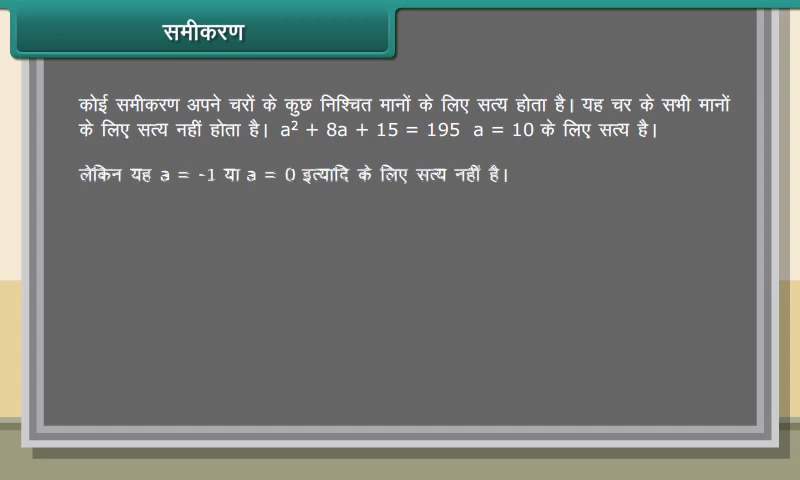 समीकरण
कोई समीकरण अपने चरों के कुछ निश्चित मानों के लिए सत्य होता है। यह चर के सभी मानों
के लिए सत्य नहीं होता है। a² + 8a + 15 = 195 a = 10 के लिए सत्य है।
लेकिन यह a = -1 या a = 0 इत्यादि के लिए सत्य नहीं है।